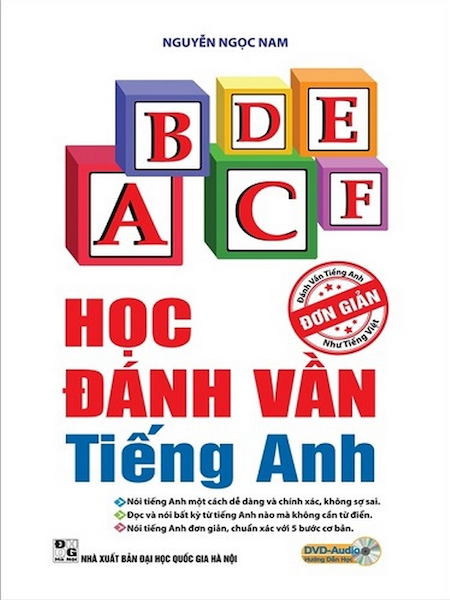 NGUYỄN NGỌC NAM
B D E
A C F
Đánh Vần Tiếng Anh
ĐƠN GIẢN
Như Tiếng Việt
HỌC
ĐÁNH VẦN
Tiếng Anh
Nói tiếng Anh một cách dễ dàng và chính xác, không sợ sai.
Đọc và nói bất kỳ từ tiếng Anh nào mà không cần từ điển.
Nói tiếng Anh đơn giản, chuẩn xác với 5 bước cơ bản.
NHÀ XUẤT BẢN ĐẠI HỌC QUỐC GIA HÀ NỘI
DVD-Audio
Hướng Dẫn Học